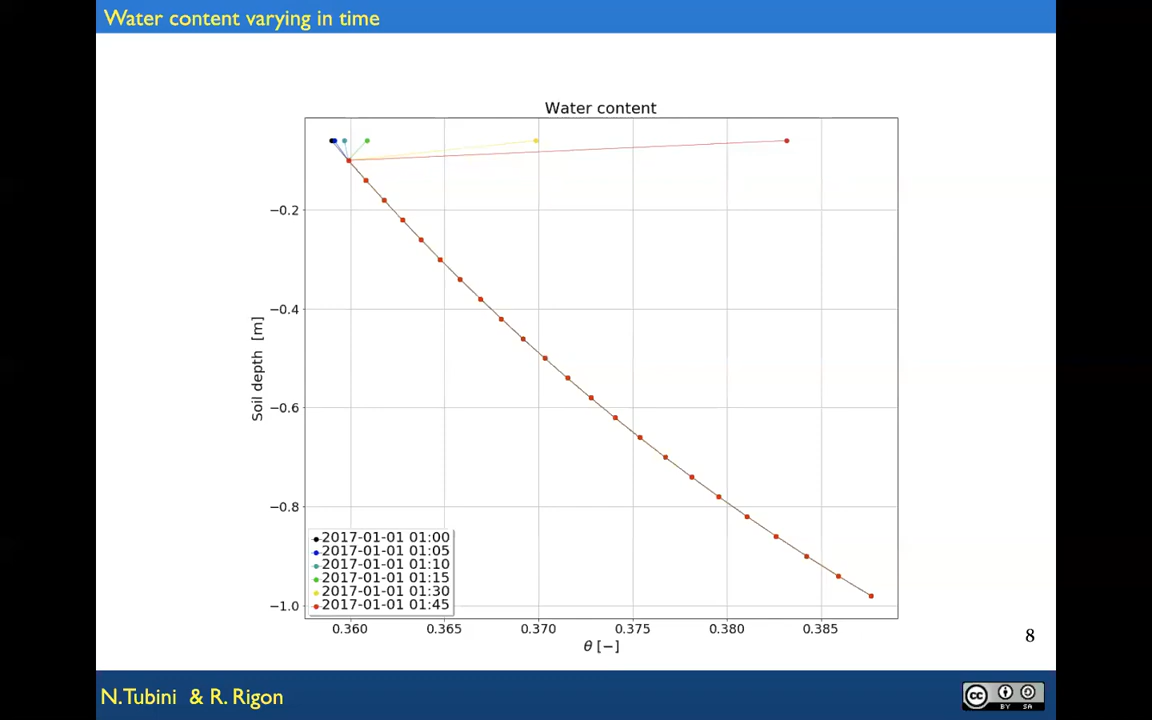 Water content varying in time
Water content
−0.2
−0.4
−0.6
−0.8
−1.0
Soil depth [m]
2017-01-01 01:00
2017-01-01 01:05
2017-01-01 01:10
2017-01-01 01:15
2017-01-01 01:30
2017-01-01 01:45
0.360 0.365 0.370 0.375 0.380 0.385
θ [−]
8
N.Tubini & R. Rigon
cc BY SA